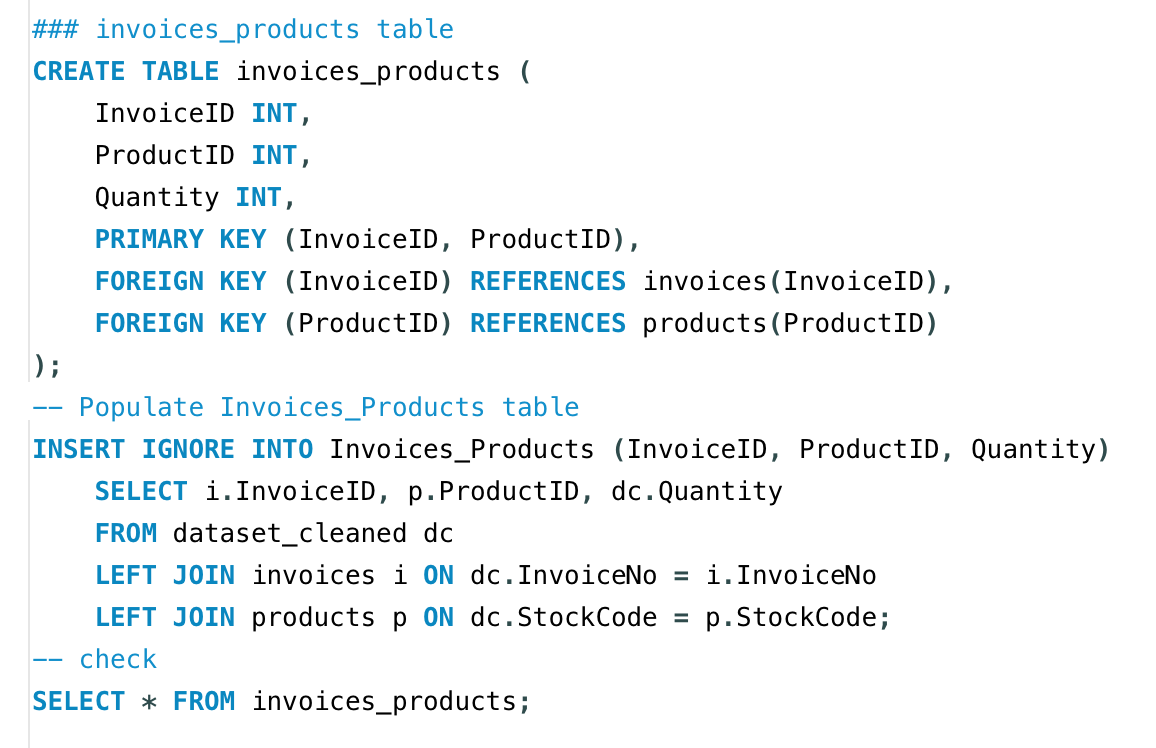 ### invoices_products table
CREATE TABLE invoices_products (
    InvoiceID INT,
    ProductID INT,
    Quantity INT,
    PRIMARY KEY (InvoiceID, ProductID),
    FOREIGN KEY (InvoiceID) REFERENCES invoices(InvoiceID),
    FOREIGN KEY (ProductID) REFERENCES products(ProductID)
);
-- Populate Invoices_Products table
INSERT IGNORE INTO Invoices_Products (InvoiceID, ProductID, Quantity)
    SELECT i.InvoiceID, p.ProductID, dc.Quantity
    FROM dataset_cleaned dc
    LEFT JOIN invoices i ON dc.InvoiceNo = i.InvoiceNo
    LEFT JOIN products p ON dc.StockCode = p.StockCode;
-- check
SELECT * FROM invoices_products;